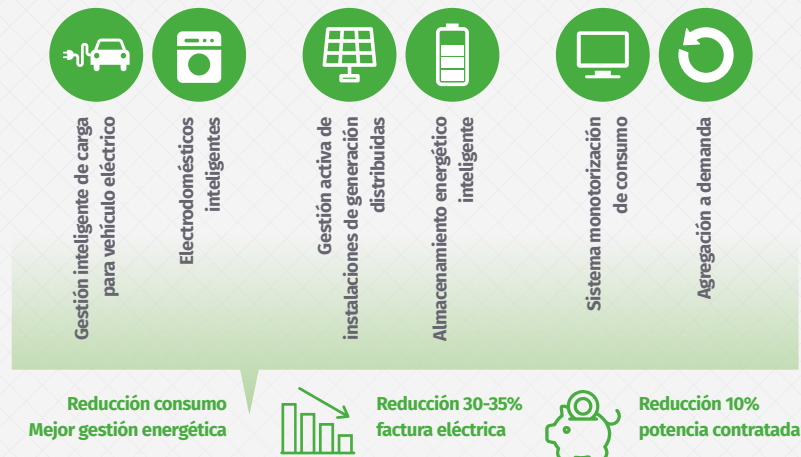 Gestión inteligente de carga
para vehículo eléctrico
Electrodomésticos
inteligentes
Gestión activa de
instalaciones de generación
distribuidas
Almacenamiento energético
inteligente
Sistema monotorización
de consumo
Agregación a demanda
Reducción consumo
Mejor gestión energética
Reducción 30-35%
factura eléctrica
Reducción 10%
potencia contratada